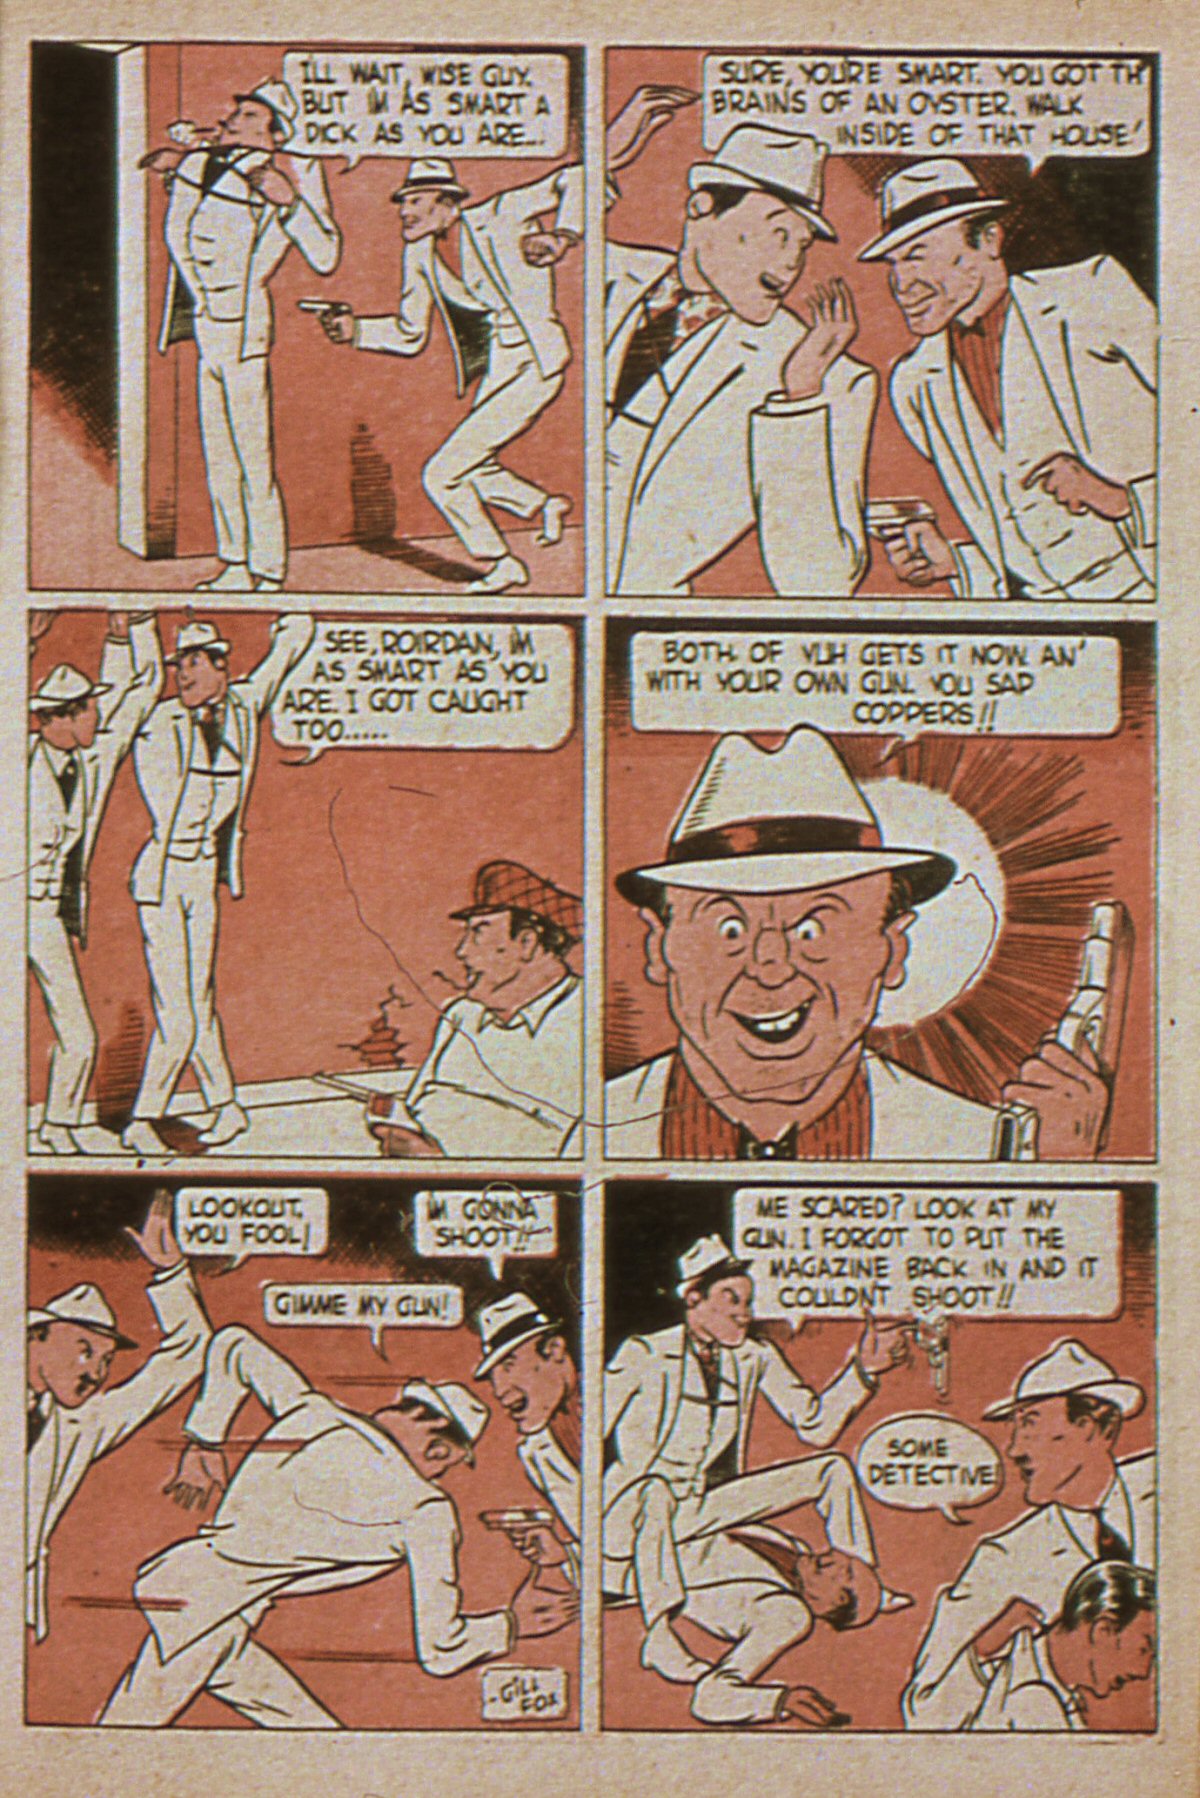 I'LL WAIT, WISE GUY.
BUT I'M AS SMART A
DICK AS YOU ARE...
SURE, YOU'RE SMART. YOU GOT TH'
BRAINS OF AN OYSTER. WALK
INSIDE OF THAT HOUSE!
SEE, ROIRDAN, I'M
AS SMART AS YOU
ARE. I GOT CAUGHT
TOO.....
BOTH OF YUH GETS IT NOW. AN'
WITH YOUR OWN GUN. YOU SAD
COPPERS!!
LOOKOUT,
YOU FOOL!
I'M GONNA
SHOOT!!
GIMME MY GUN!
-GILL
FOX
ME SCARED? LOOK AT MY
GUN. I FORGOT TO PUT THE
MAGAZINE BACK IN AND IT
COULDN'T SHOOT!!
SOME
DETECTIVE!